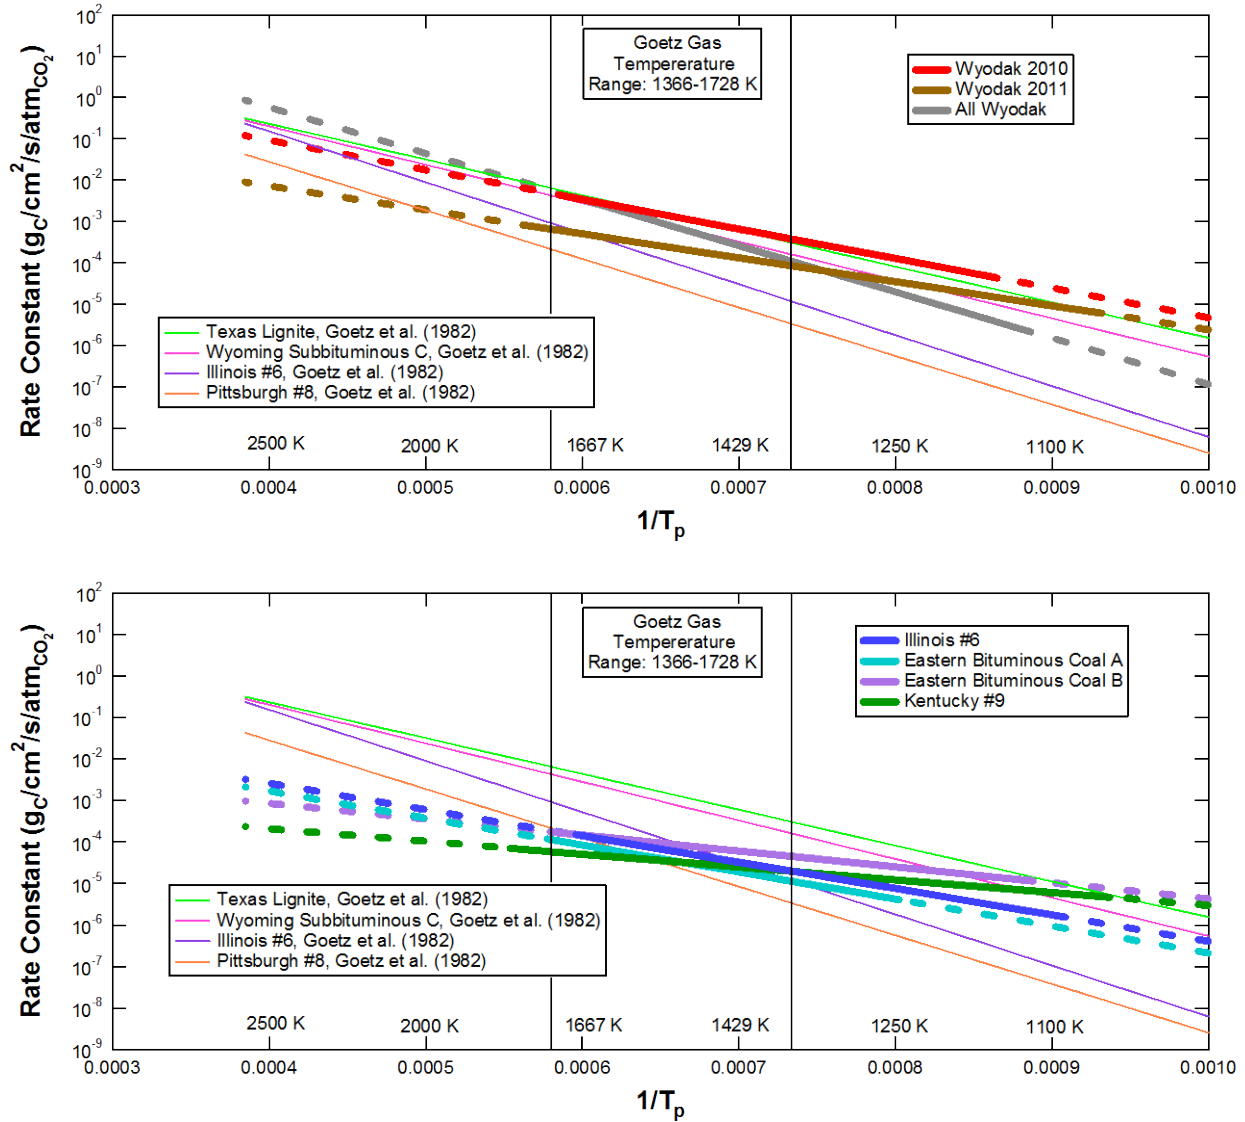 10^2
10^1
10^0
10^-1
10^-2
10^-3
10^-4
10^-5
10^-6
10^-7
10^-8
10^-9
Rate Constant (g_C/cm^2/s/atm_CO_2)
Goetz Gas
Tempererature
Range: 1366-1728 K
Wyodak 2010
Wyodak 2011
All Wyodak
Texas Lignite, Goetz et al. (1982)
Wyoming Subbituminous C, Goetz et al. (1982)
Illinois #6, Goetz et al. (1982)
Pittsburgh #8, Goetz et al. (1982)
2500 K 2000 K 1667 K 1429 K 1250 K 1100 K
0.0003 0.0004 0.0005 0.0006 0.0007 0.0008 0.0009 0.0010
1/T_p
10^2
10^1
10^0
10^-1
10^-2
10^-3
10^-4
10^-5
10^-6
10^-7
10^-8
10^-9
Rate Constant (g_C/cm^2/s/atm_CO_2)
Goetz Gas
Tempererature
Range: 1366-1728 K
Illinois #6
Eastern Bituminous Coal A
Eastern Bituminous Coal B
Kentucky #9
Texas Lignite, Goetz et al. (1982)
Wyoming Subbituminous C, Goetz et al. (1982)
Illinois #6, Goetz et al. (1982)
Pittsburgh #8, Goetz et al. (1982)
2500 K 2000 K 1667 K 1429 K 1250 K 1100 K
0.0003 0.0004 0.0005 0.0006 0.0007 0.0008 0.0009 0.0010
1/T_p